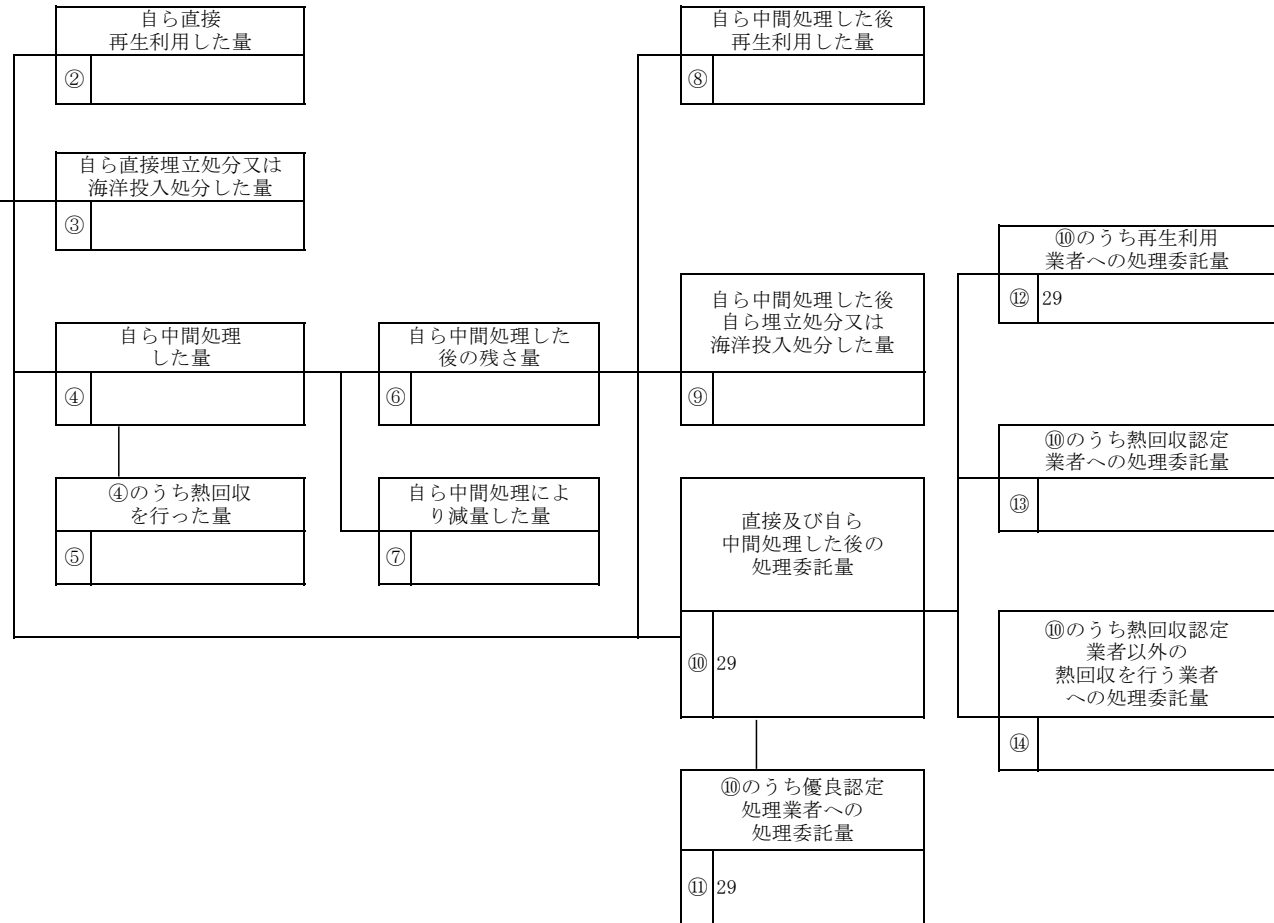 自ら直接
再生利用した量
②
自ら直接埋立処分又は
海洋投入処分した量
③
自ら中間処理
した量
④
④のうち熱回収
を行った量
⑤
自ら中間処理した
後の残さ量
⑥
自ら中間処理によ
り減量した量
⑦
自ら中間処理した後
再生利用した量
⑧
自ら中間処理した後
自ら埋立処分又は
海洋投入処分した量
⑨
直接及び自ら
中間処理した後の
処理委託量
⑩ 29
⑩のうち優良認定
処理業者への
処理委託量
⑪ 29
⑩のうち再生利用
業者への処理委託量
⑫ 29
⑩のうち熱回収認定
業者への処理委託量
⑬
⑩のうち熱回収認定
業者以外の
熱回収を行う業者
への処理委託量
⑭